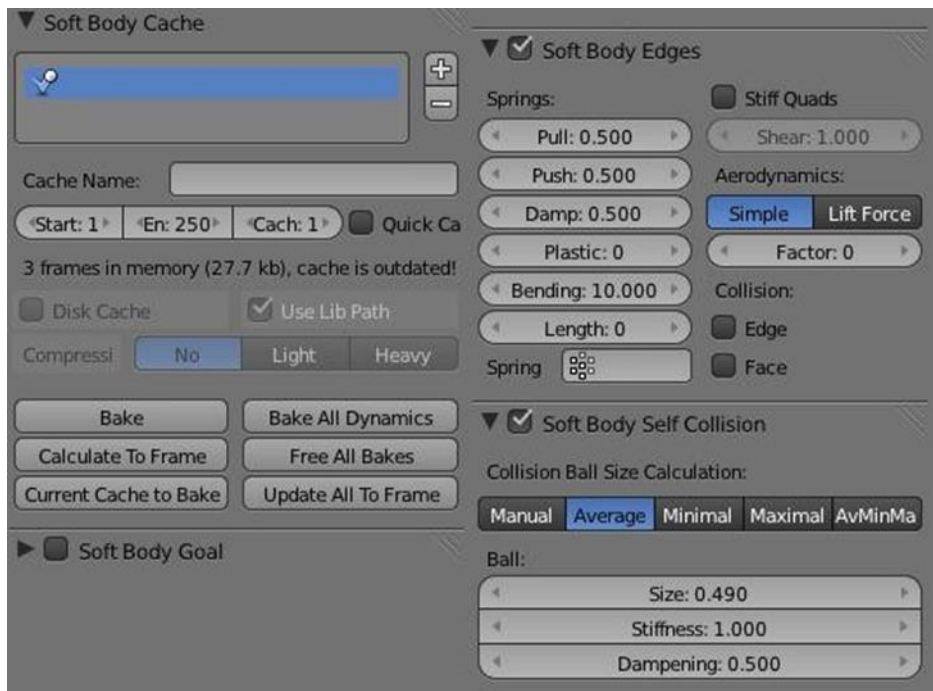 Soft Body Cache
Cache Name:
Start: 1 En: 250 Cach: 1 Quick Ca
3 frames in memory (27.7 kb), cache is outdated!
Disk Cache Use Lib Path
Compressi No Light Heavy
Bake Bake All Dynamics
Calculate To Frame Free All Bakes
Current Cache to Bake Update All To Frame
Soft Body Goal
Soft Body Edges
Springs: Stiff Quads
Pull: 0.500 Shear: 1.000
Push: 0.500 Aerodynamics:
Damp: 0.500 Simple Lift Force
Plastic: 0 Factor: 0
Bending: 10.000 Collision:
Length: 0 Edge
Spring Face
Soft Body Self Collision
Collision Ball Size Calculation:
Manual Average Minimal Maximal AvMinMa
Ball:
Size: 0.490
Stiffness: 1.000
Dampening: 0.500